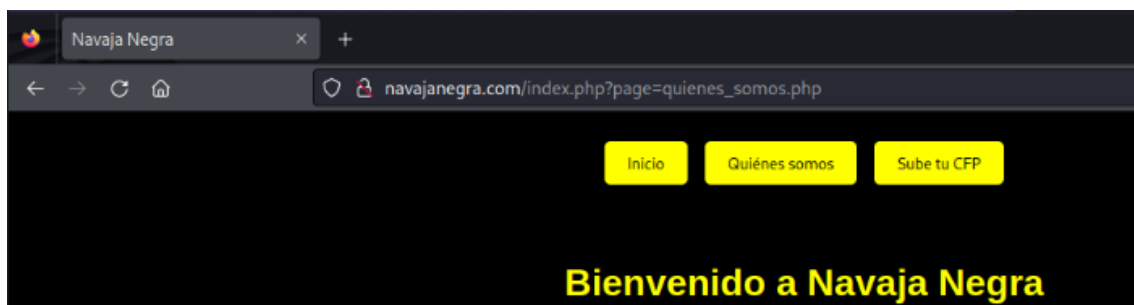 Navaja Negra
navajanegra.com/index.php?page=quienes_somos.php
Inicio Quiénes somos Sube tu CFP
Bienvenido a Navaja Negra